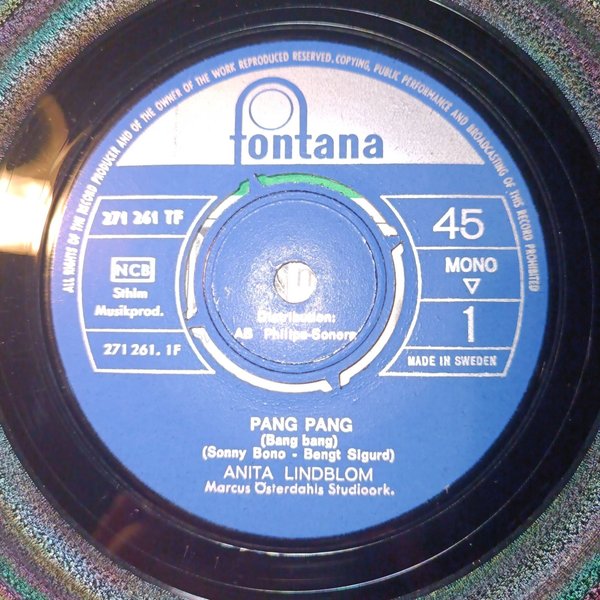 ALL RIGHTS OF THE RECORD PRODUCER AND OF THE OWNER OF THE WORK REPRODUCED RESERVED. COPYING, PUBLIC PERFORMANCE AND BROADCASTING OF THIS RECORD PROHIBITED
fontana
271 261 TF
NCB
Sthlm
Musikprod.
271 261. 1F
45
MONO
1
MADE IN SWEDEN
Distribution:
AB Philips-Sonora
PANG PANG
(Bang bang)
(Sonny Bono - Bengt Sigurd)
ANITA LINDBLOM
Marcus Österdahls Studioork.